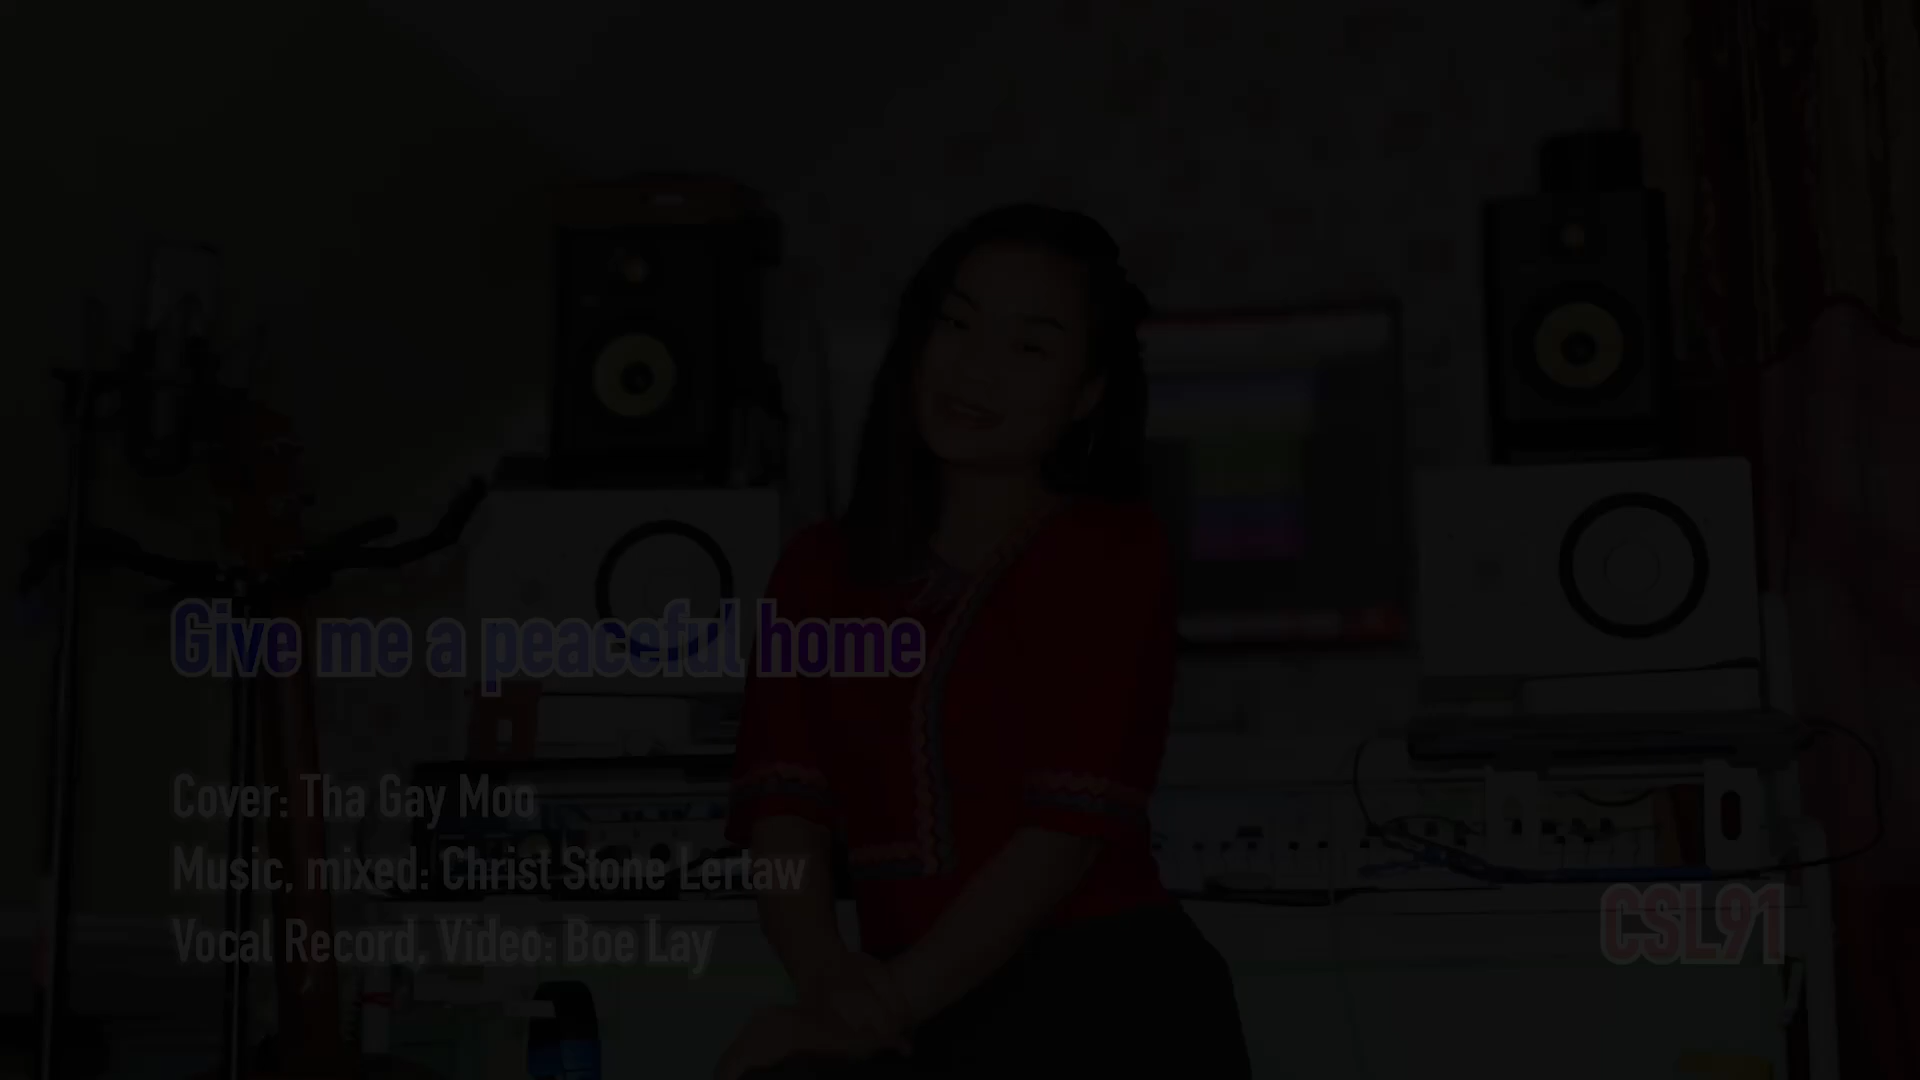 Give me a peaceful home
Cover: Tha Gay Moo
Music, mixed: Christ Stone Lertaw
Vocal Record, Video: Boe Lay
CSL91